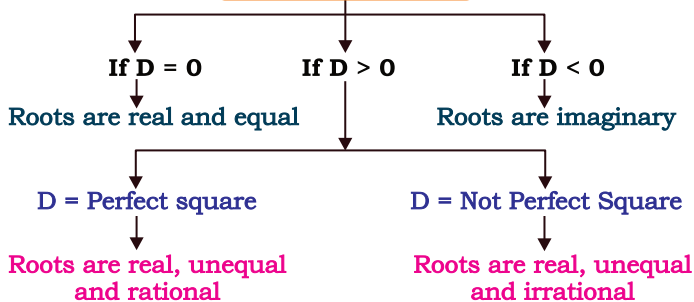 If D = 0
If D > 0
If D < 0
Roots are real and equal
Roots are imaginary
D = Perfect square
D = Not Perfect Square
Roots are real, unequal
and rational
Roots are real, unequal
and irrational